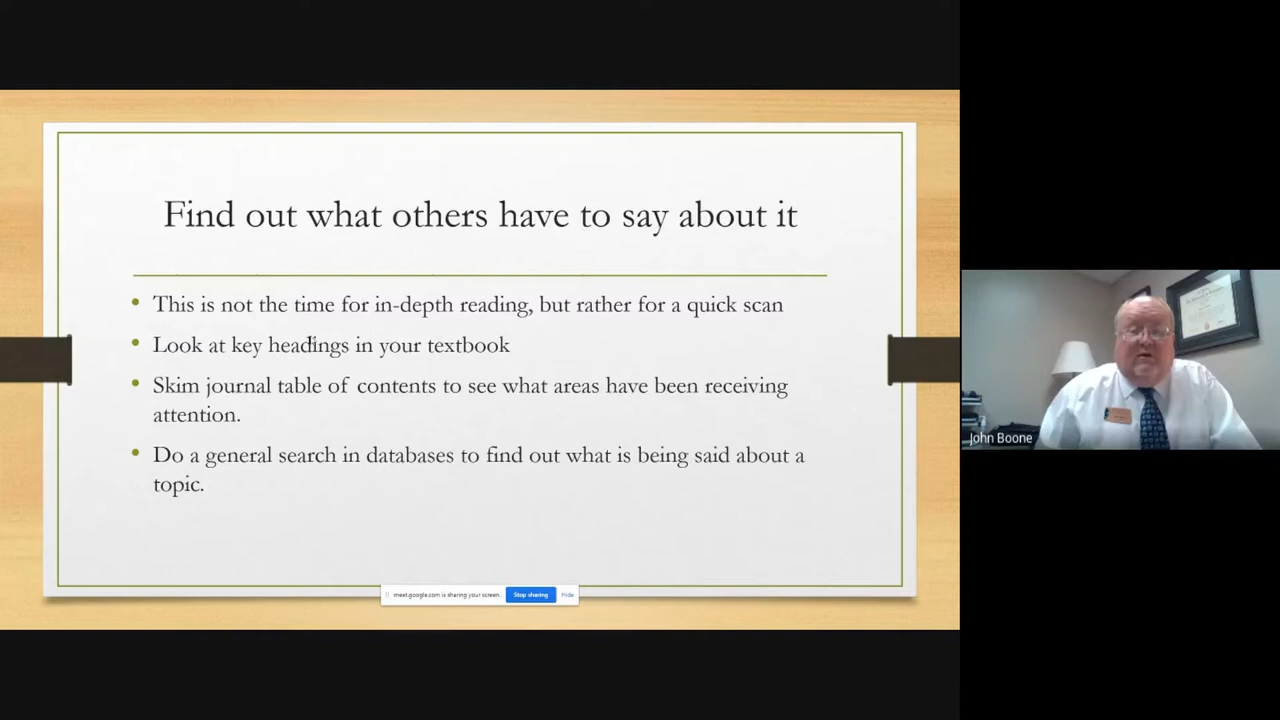 Find out what others have to say about it
• This is not the time for in-depth reading, but rather for a quick scan
• Look at key headings in your textbook
• Skim journal table of contents to see what areas have been receiving
attention.
• Do a general search in databases to find out what is being said about a
topic.
meet.google.com is sharing your screen.
Stop sharing
Hide
John Boone